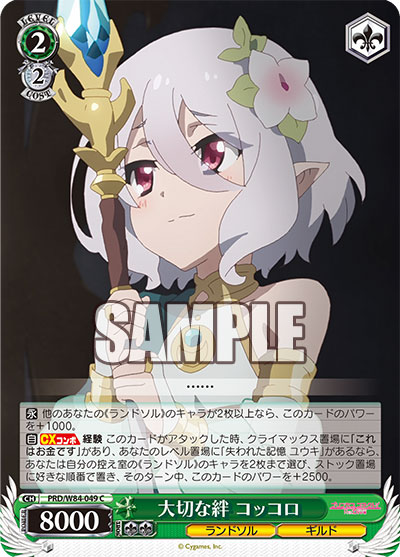 LEVEL
2
2
COST
SAMPLE
……
永 他のあなたの《ランドソル》のキャラが2枚以上なら、このカードのパワー
を+1000。
自 CXコンボ 経験 このカードがアタックした時、クライマックス置場に「これ
はお金です」があり、あなたのレベル置場に「失われた記憶 ユウキ」があるなら、
あなたは自分の控え室の《ランドソル》のキャラを2枚まで選び、ストック置場
に好きな順番で置き、そのターン中、このカードのパワーを+2500。
CH PRD/W84-049 C
大切な絆 コッコロ
8000
SOUL
ランドソル
ギルド
© Cygames, Inc.